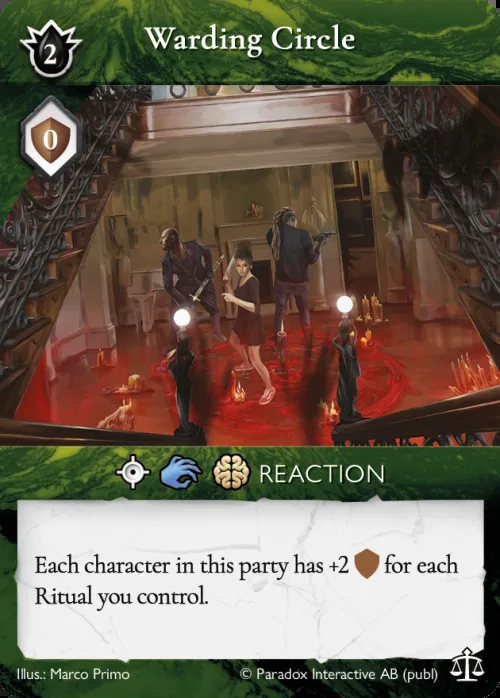 Warding Circle
2
0
REACTION
Each character in this party has +2 for each
Ritual you control.
Illus.: Marco Primo © Paradox Interactive AB (publ)